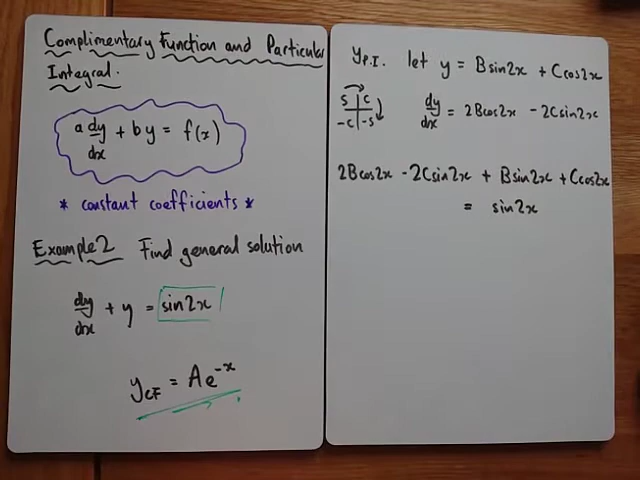 Complimentary Function and Particular
Integral.
a dy/dx + by = f(x)
* constant coefficients *
Example 2 Find general solution
dy/dx + y = sin2x
y_CF = Ae^-x
y_P.I. let y = Bsin2x + Ccos2x
S C
-C -S
dy/dx = 2Bcos2x - 2Csin2x
2Bcos2x - 2Csin2x + Bsin2x + Ccos2x
= sin2x